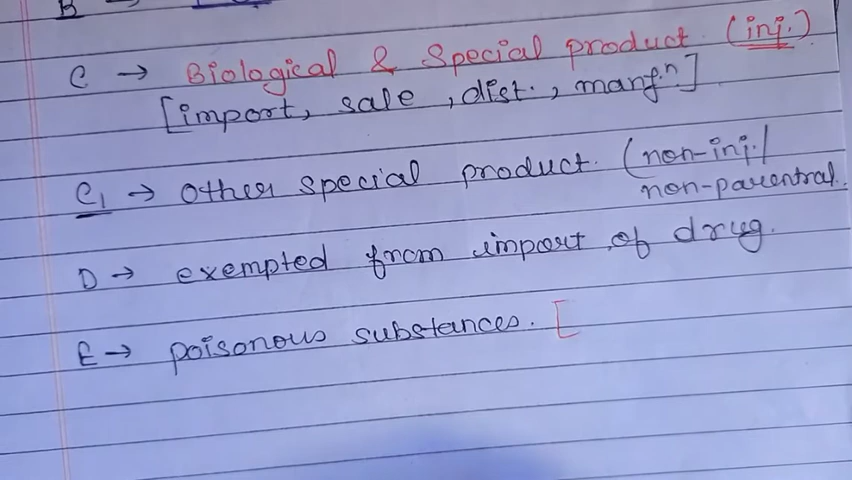 B →
C → Biological & Special product. (inj.)
[import, sale, dist., manf.ⁿ]
C₁ → Other special product. (non-inj./
non-parentral.
D → exempted from import of drug.
E → poisonous substances. [